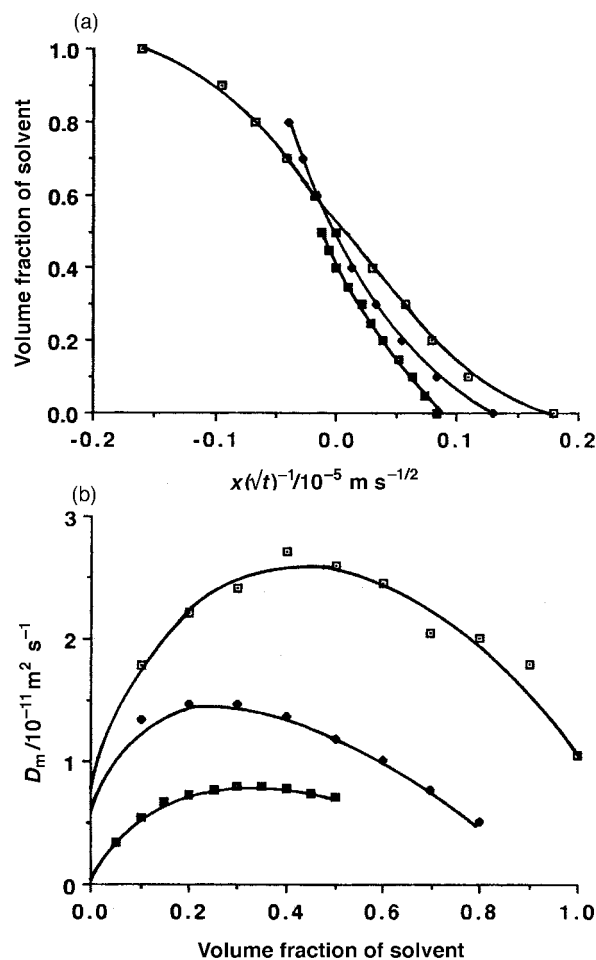 (a)
Volume fraction of solvent
1.0
0.8
0.6
0.4
0.2
0.0
-0.2 -0.1 0.0 0.1 0.2
x(√t)⁻¹/10⁻⁵ m s⁻¹/²
(b)
Dₘ/10⁻¹¹ m² s⁻¹
3
2
1
0
0.0 0.2 0.4 0.6 0.8 1.0
Volume fraction of solvent